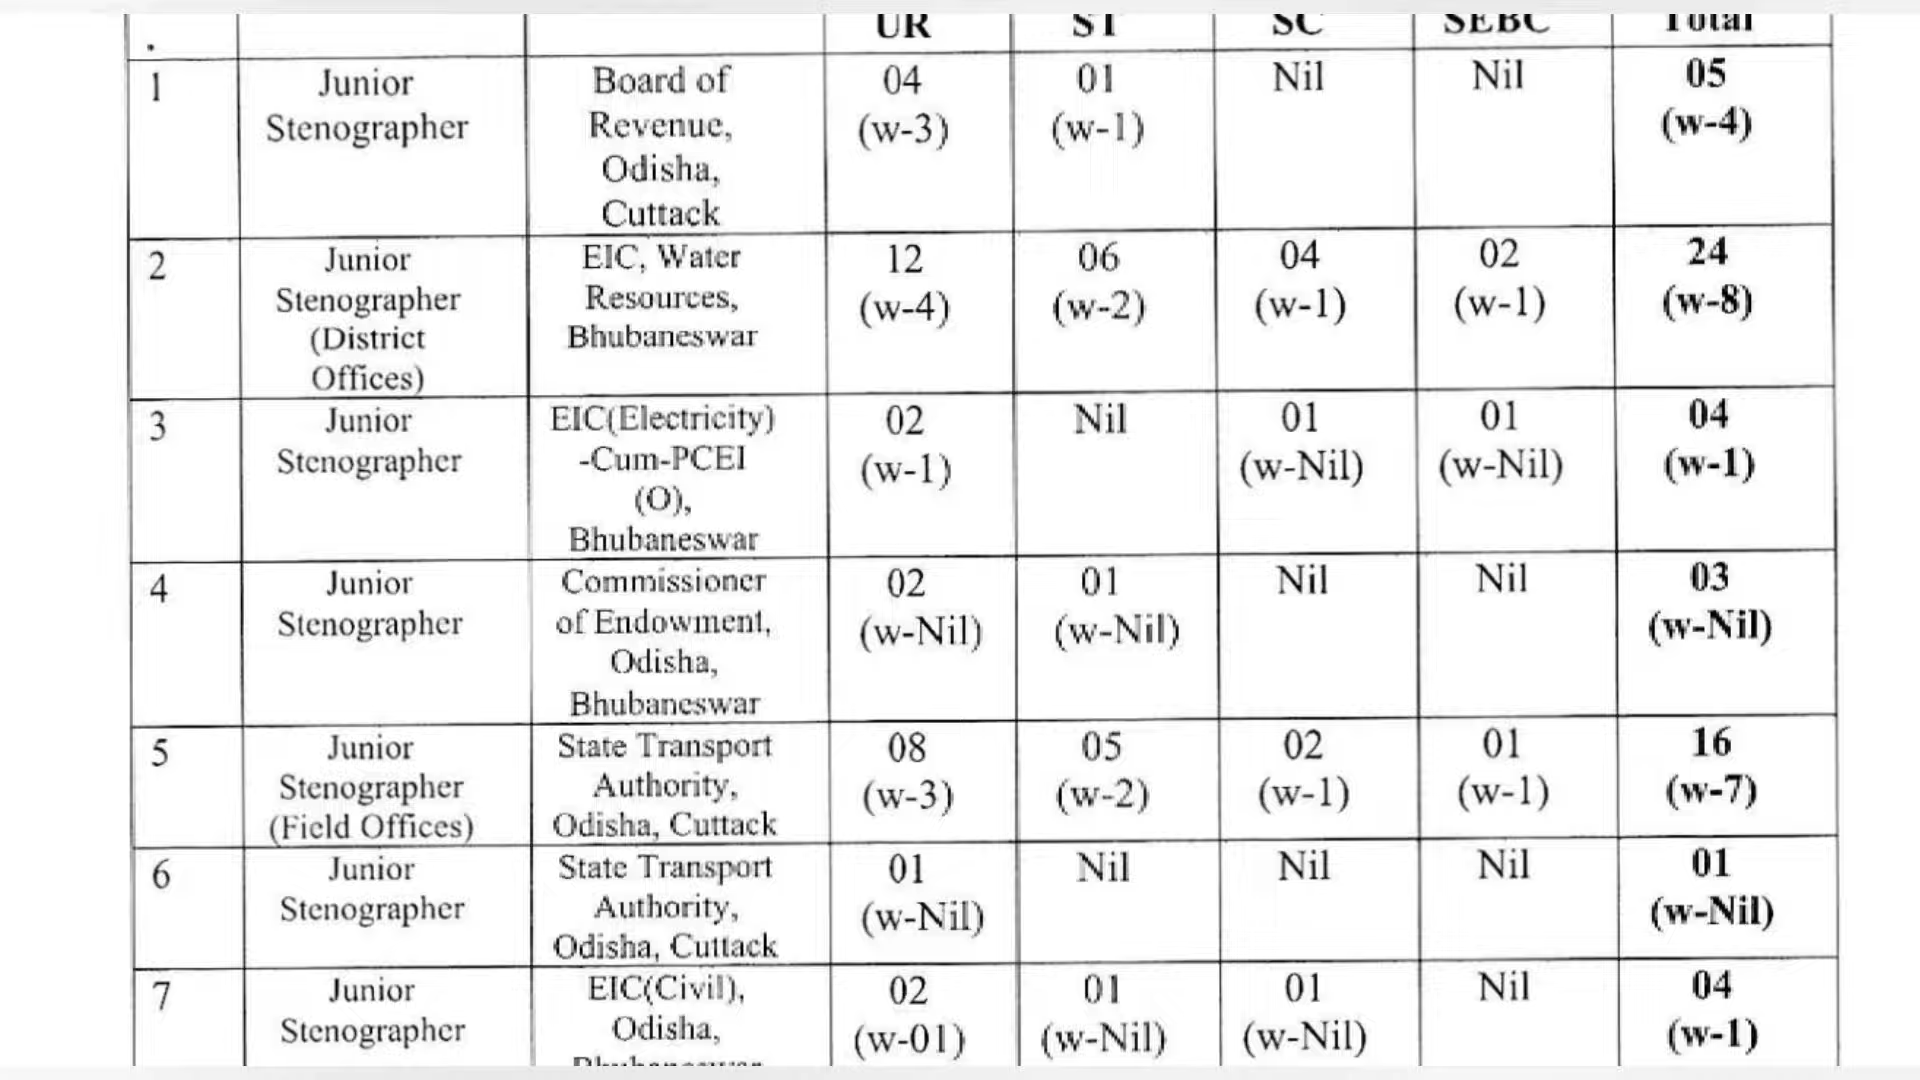 UR ST SC SEBC Total
.
1 Junior Board of 04 01 Nil Nil 05
Stenographer Revenue, (w-3) (w-1) (w-4)
Odisha,
Cuttack
2 Junior EIC, Water 12 06 04 02 24
Stenographer Resources, (w-4) (w-2) (w-1) (w-1) (w-8)
(District Bhubaneswar
Offices)
3 Junior EIC(Electricity) 02 Nil 01 01 04
Stenographer -Cum-PCEI (w-1) (w-Nil) (w-Nil) (w-1)
(O),
Bhubaneswar
4 Junior Commissioner 02 01 Nil Nil 03
Stenographer of Endowment, (w-Nil) (w-Nil) (w-Nil)
Odisha,
Bhubaneswar
5 Junior State Transport 08 05 02 01 16
Stenographer Authority, (w-3) (w-2) (w-1) (w-1) (w-7)
(Field Offices) Odisha, Cuttack
6 Junior State Transport 01 Nil Nil Nil 01
Stenographer Authority, (w-Nil) (w-Nil)
Odisha, Cuttack
7 Junior EIC(Civil), 02 01 01 Nil 04
Stenographer Odisha, (w-01) (w-Nil) (w-Nil) (w-1)
Bhubaneswar